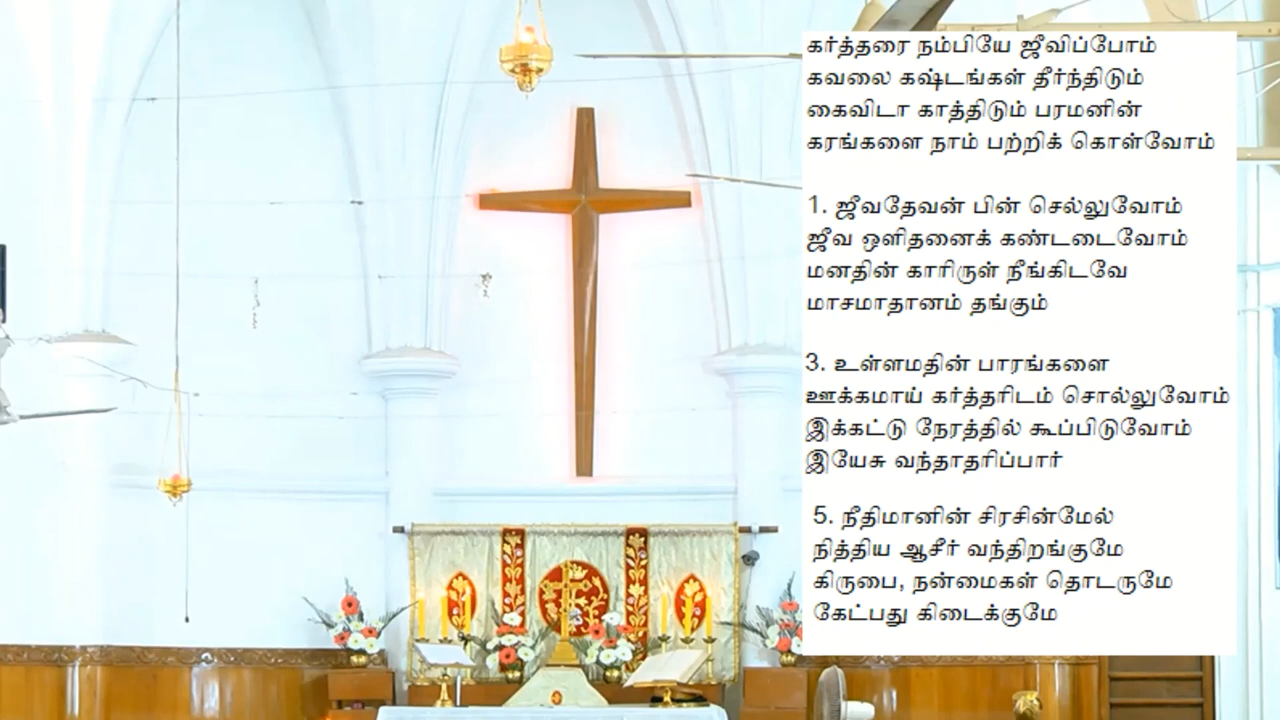 கர்த்தரை நம்பியே ஜீவிப்போம்
கவலை கஷ்டங்கள் தீர்ந்திடும்
கைவிடா காத்திடும் பரமனின்
கரங்களை நாம் பற்றிக் கொள்வோம்
1. ஜீவதேவன் பின் செல்லுவோம்
ஜீவ ஒளிதனைக் கண்டடைவோம்
மனதின் காரிருள் நீங்கிடவே
மாசமாதானம் தங்கும்
3. உள்ளமதின் பாரங்களை
ஊக்கமாய் கர்த்தரிடம் சொல்லுவோம்
இக்கட்டு நேரத்தில் கூப்பிடுவோம்
இயேசு வந்தாதரிப்பார்
5. நீதிமானின் சிரசின்மேல்
நித்திய ஆசீர் வந்திறங்குமே
கிருபை, நன்மைகள் தொடருமே
கேட்பது கிடைக்குமே